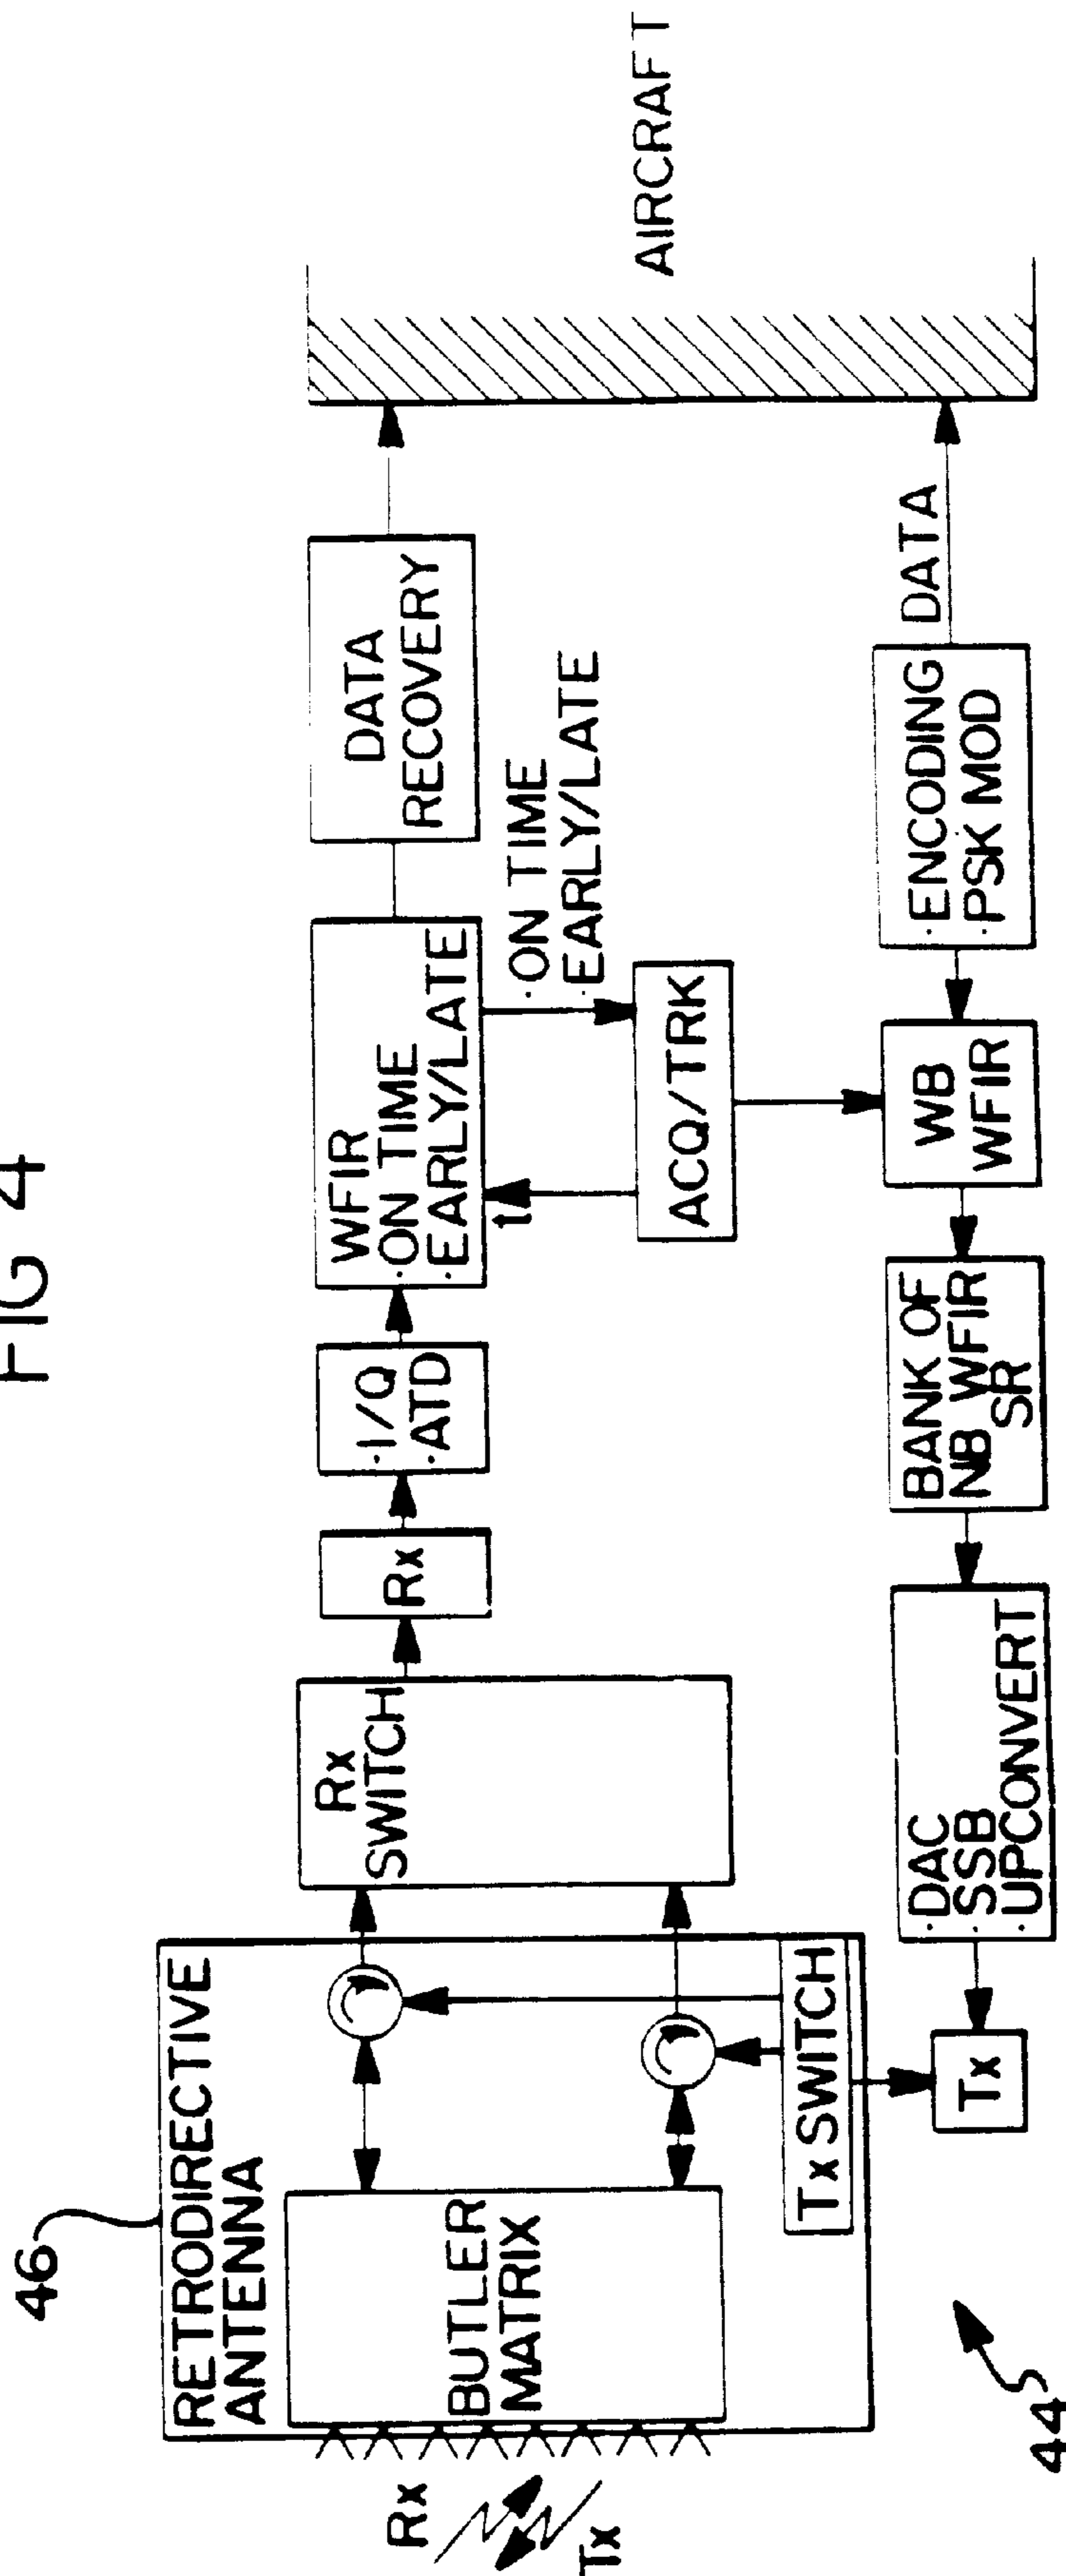 FIG 4
46
RETRODIRECTIVE
ANTENNA
BUTLER
MATRIX
Rx
Tx
Tx SWITCH
Rx
SWITCH
Rx
·I/Q
·ATD
WFIR
·ON TIME
·EARLY/LATE
DATA
RECOVERY
·ON TIME
·EARLY/LATE
t
ACQ/TRK
AIRCRAFT
DATA
·ENCODING
·PSK MOD
WB
WFIR
BANK OF
NB WFIR
SR
·DAC
SSB
·UPCONVERT
Tx
44